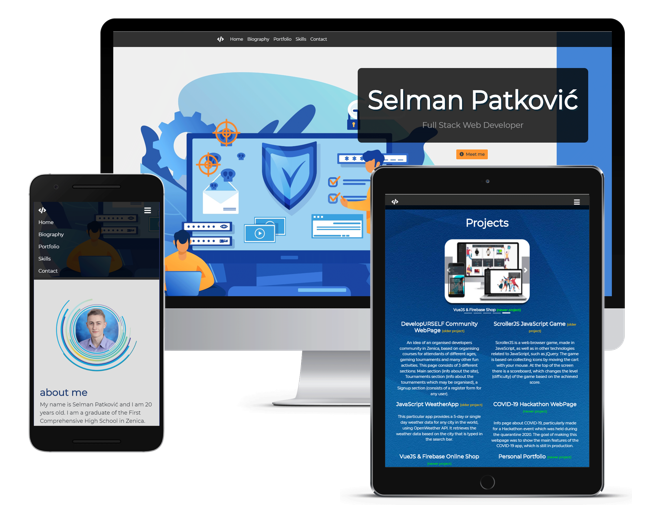 </> Home Biography Portfolio Skills Contact
Selman Patković
Full Stack Web Developer
Meet me
</>
Home
Biography
Portfolio
Skills
Contact
about me
My name is Selman Patković and I am 20
years old. I am a graduate of the First
Comprehensive High School in Zenica.
</>
Projects
VueJS & Firebase Shop (view project)
DevelopURSELF Community
WebPage (view project)
An idea of an organised developers
community in Zenica, based on organising
courses for attendants of different ages,
gaming tournaments and many other fun
activities. This page consists of 3 different
sections: Main section (info about the site),
Tournements section (info about the
tournements which may be organised), a
Signup section (consists of a register form for
any user).
ScrollerJS JavaScript Game (view
project)
ScrollerJS is a web browser game, made in
JavaScript, as well as in other technologies
related to JavaScript, such as jQuery. The game
is based on collecting icons by moving the cart
with your mouse. At the top of the screen
there is a scoreboard, which changes the level
(difficulty) of the game based on the achieved
score.
JavaScript WeatherApp (view project)
This particular app provides a 5-day or single
day weather data for any city in the world,
using OpenWeather API. It retrieves the
weather data based on the city that is typed in
the search bar.
COVID-19 Hackathon WebPage
(view project)
Info page about COVID-19, particularly made
for a Hackathon event which was held during
the quarantine 2020. The goal of making this
webpage was to show the main features of the
COVID-19 app, which is still in production.
VueJS & Firebase Online Shop
(view project)
Personal Portfolio (view project)